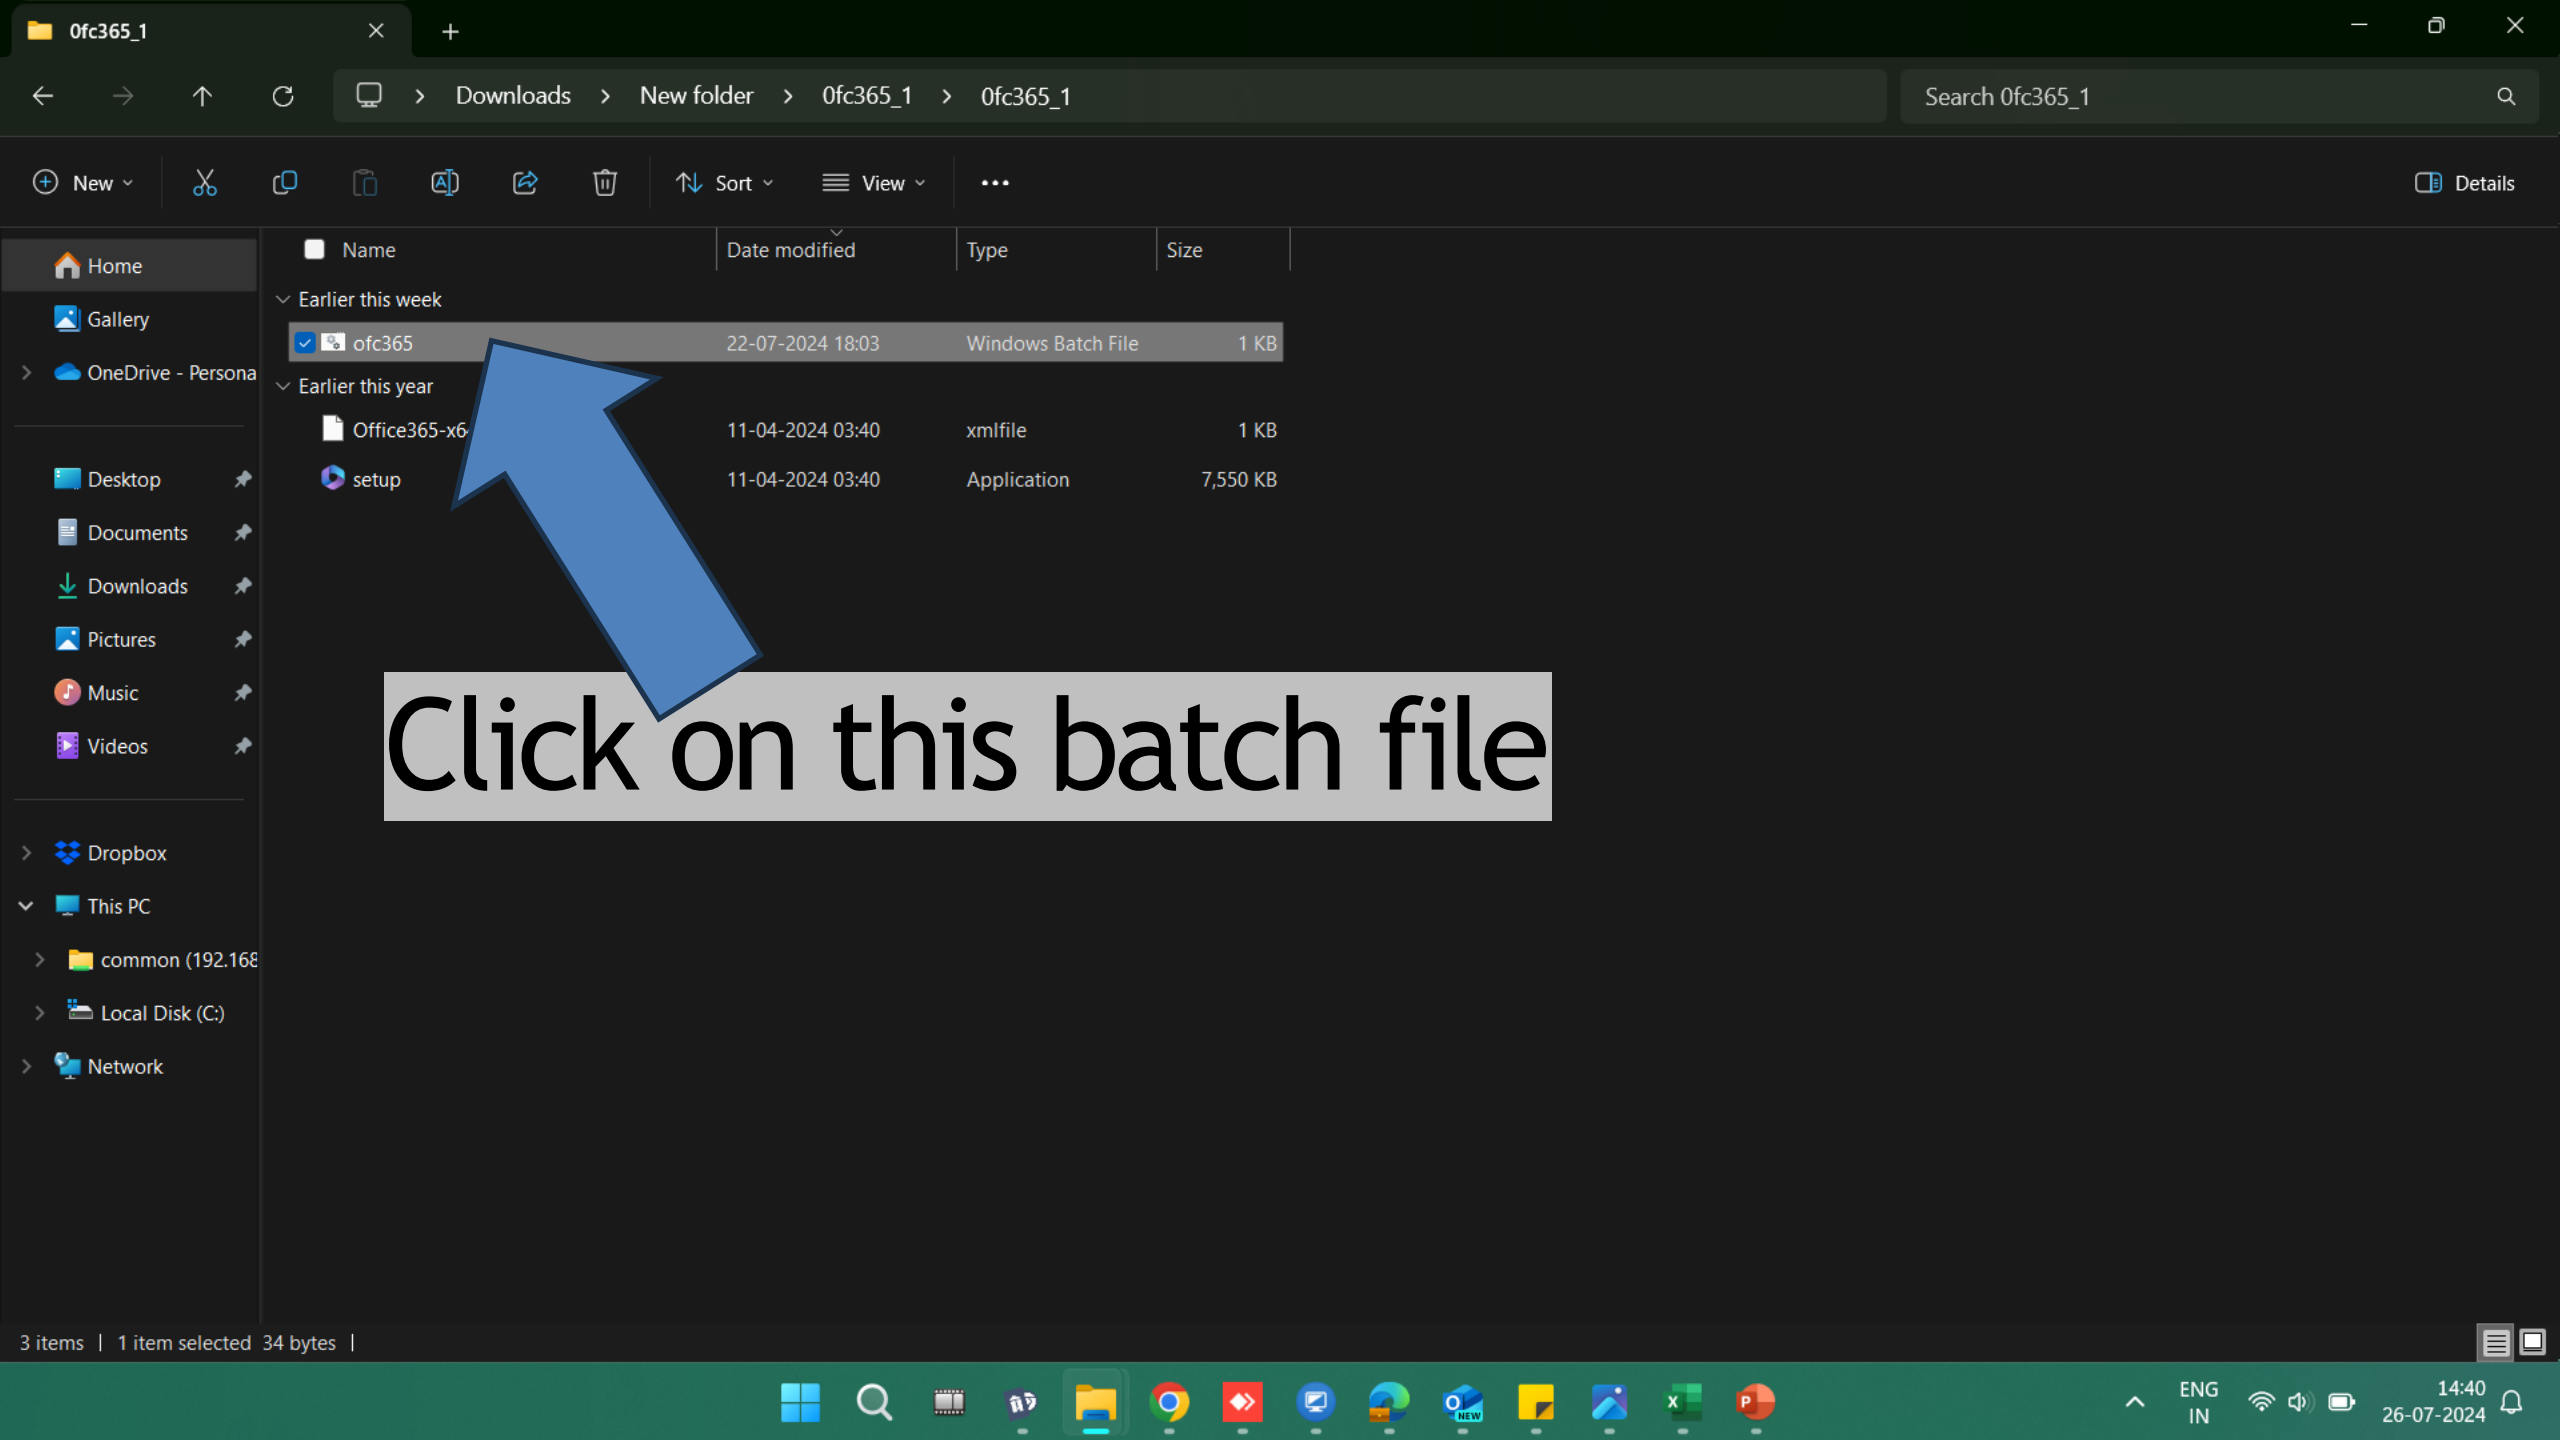 0fc365_1
Downloads > New folder > 0fc365_1 > 0fc365_1
Search 0fc365_1
New
Sort
View
Details
Home
Gallery
OneDrive - Persona
Desktop
Documents
Downloads
Pictures
Music
Videos
Dropbox
This PC
common (192.168
Local Disk (C:)
Network
Name Date modified Type Size
Earlier this week
ofc365 22-07-2024 18:03 Windows Batch File 1 KB
Earlier this year
Office365-x6 11-04-2024 03:40 xmlfile 1 KB
setup 11-04-2024 03:40 Application 7,550 KB
Click on this batch file
3 items | 1 item selected 34 bytes |
NEW
ENG
IN
14:40
26-07-2024